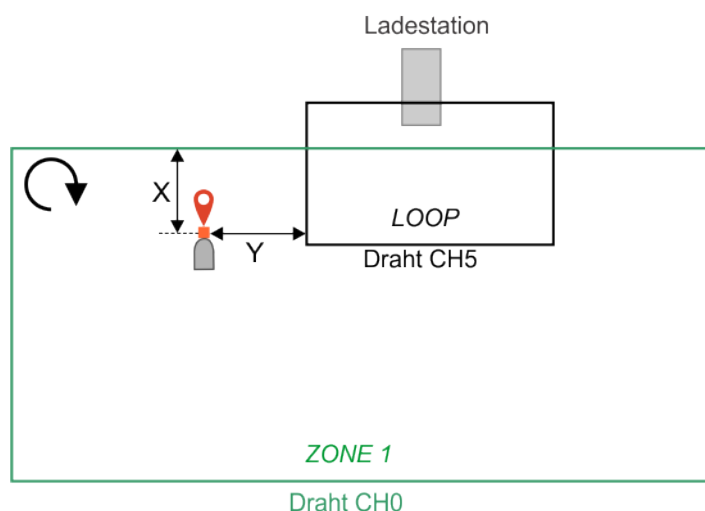 Ladestation
X
LOOP
Y
Draht CH5
ZONE 1
Draht CH0